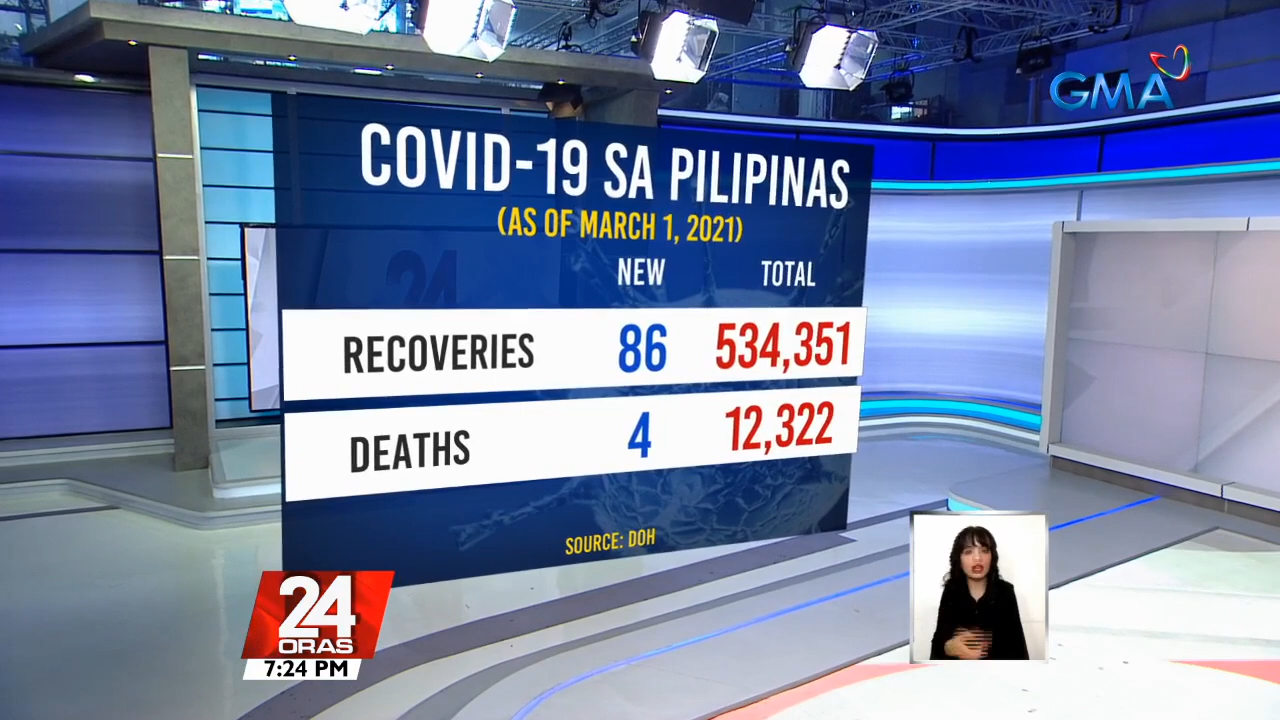 GMA
COVID-19 SA PILIPINAS
(AS OF MARCH 1, 2021)
NEW TOTAL
RECOVERIES 86 534,351
DEATHS 4 12,322
SOURCE: DOH
24
ORAS
7:24 PM